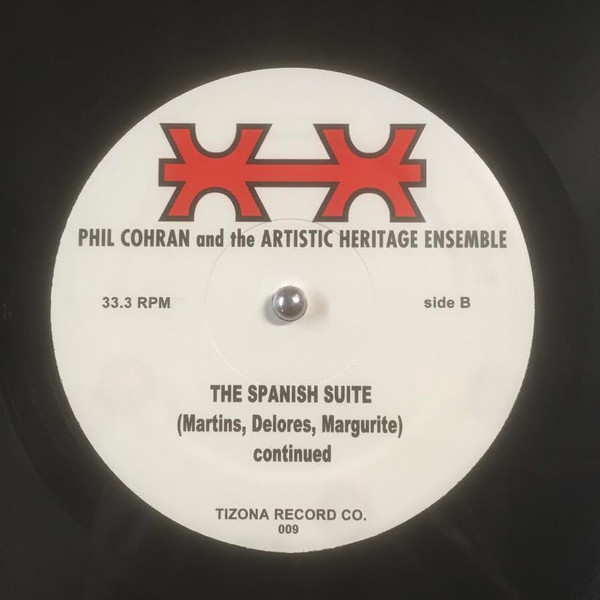 PHIL COHRAN and the ARTISTIC HERITAGE ENSEMBLE
33.3 RPM
side B
THE SPANISH SUITE
(Martins, Delores, Margurite)
continued
TIZONA RECORD CO.
009